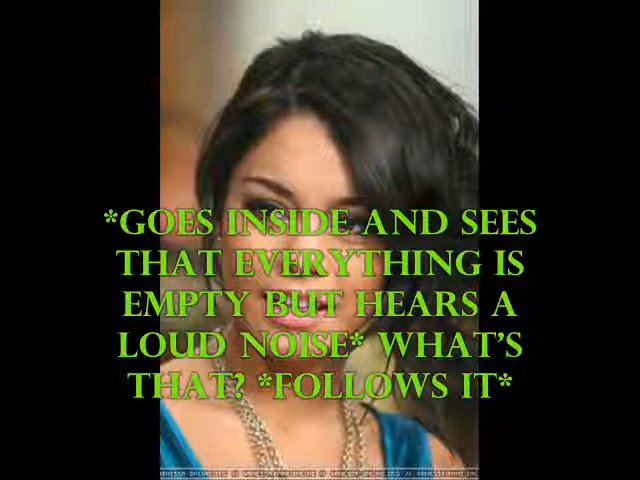 *GOES INSIDE AND SEES
THAT EVERYTHING IS
EMPTY BUT HEARS A
LOUD NOISE* WHAT'S
THAT? *FOLLOWS IT*